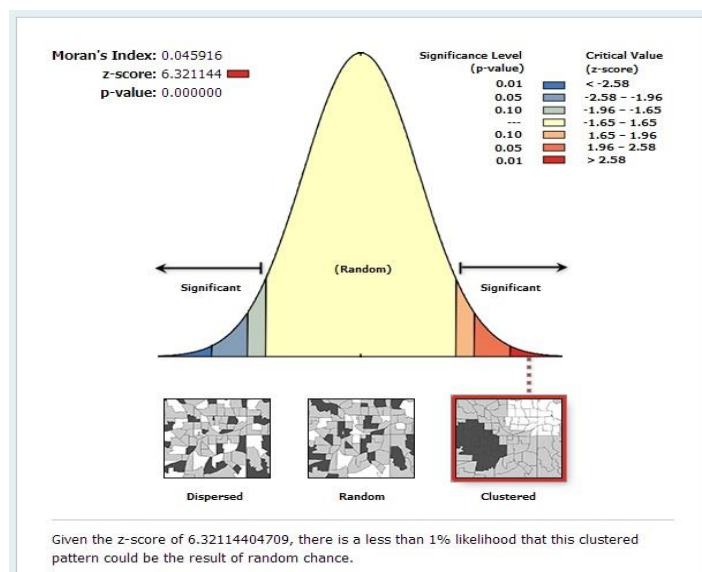 Moran's Index: 0.045916
z-score: 6.321144
p-value: 0.000000
Significance Level
(p-value)
Critical Value
(z-score)
0.01 < -2.58
0.05 -2.58 – -1.96
0.10 -1.96 – -1.65
--- -1.65 – 1.65
0.10 1.65 – 1.96
0.05 1.96 – 2.58
0.01 > 2.58
(Random)
Significant
Significant
Dispersed
Random
Clustered
Given the z-score of 6.32114404709, there is a less than 1% likelihood that this clustered
pattern could be the result of random chance.